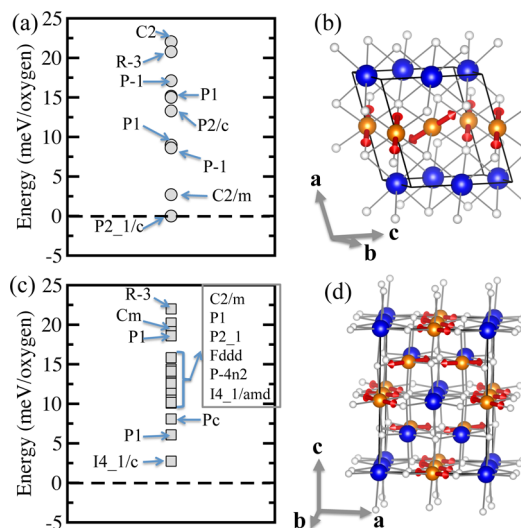 (a)
25
20
15
10
5
0
-5
Energy (meV/oxygen)
C2
R-3
P-1
P1
P2/c
P1
P-1
C2/m
P2_1/c
(b)
a
c
b
(c)
25
20
15
10
5
0
-5
Energy (meV/oxygen)
R-3
Cm
P1
C2/m
P1
P2_1
Fddd
P-4n2
I4_1/amd
Pc
P1
I4_1/c
(d)
c
a